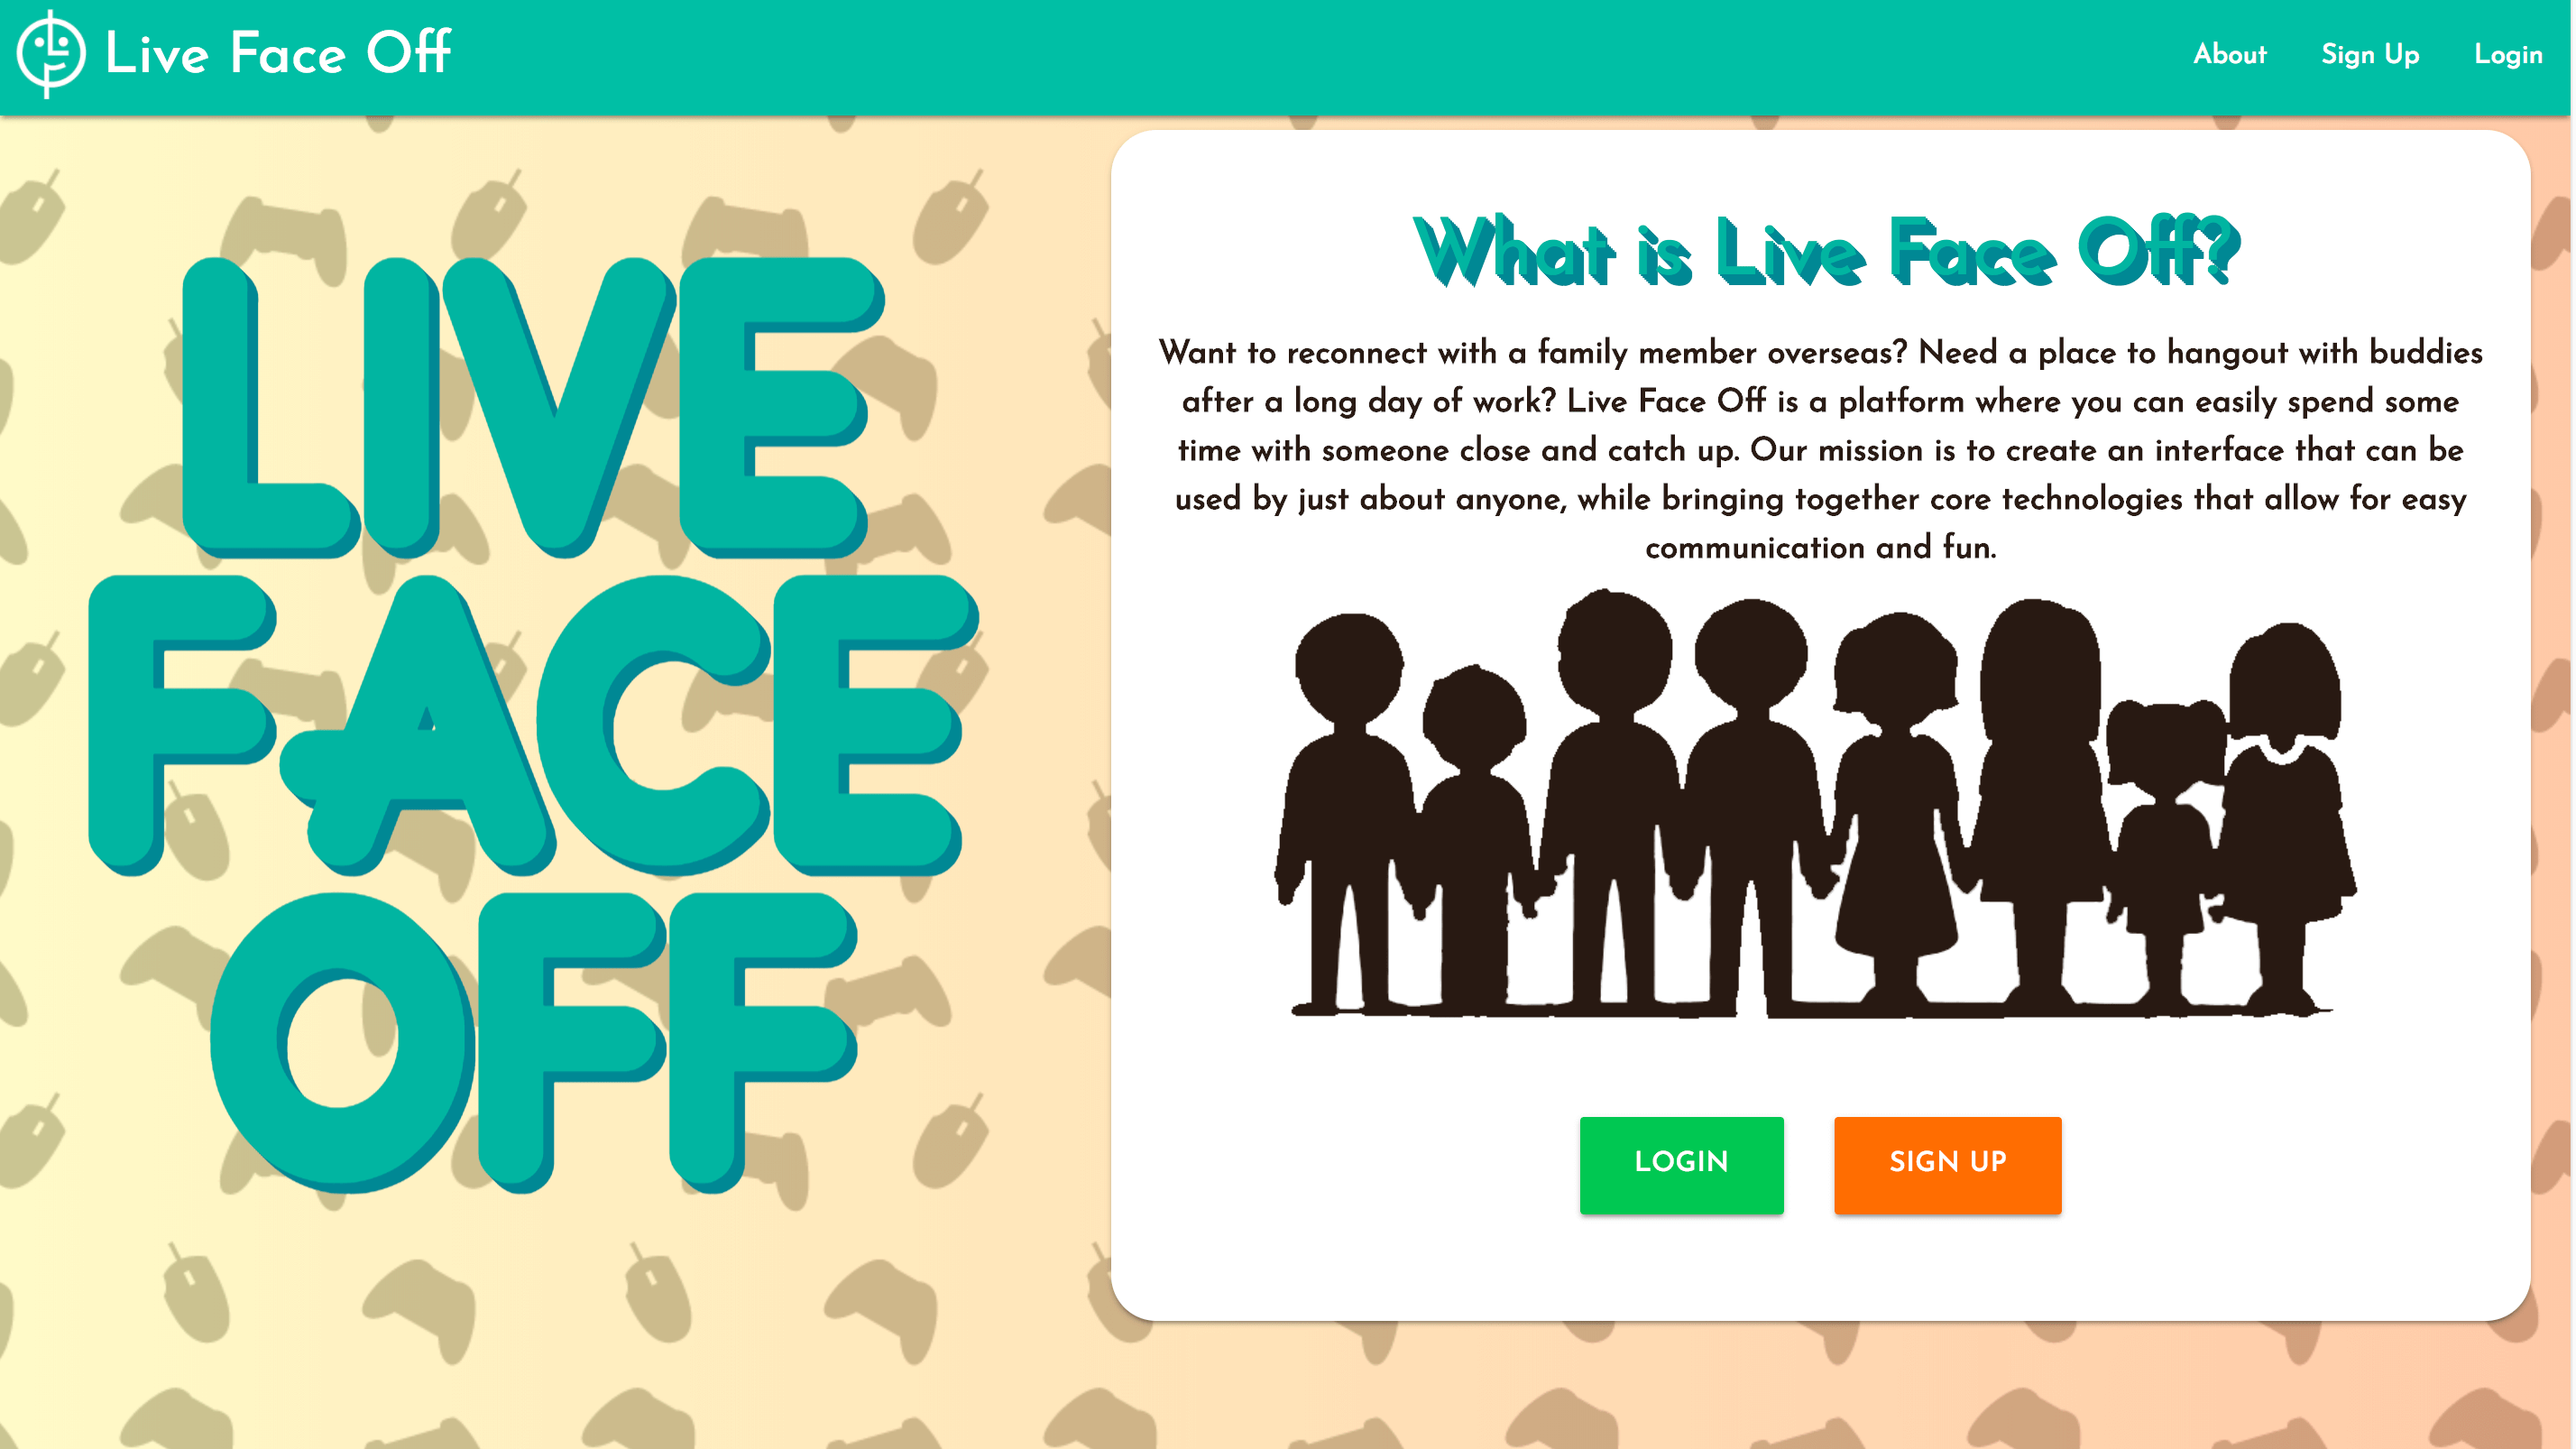 Live Face Off
About
Sign Up
Login
LIVE
FACE
OFF
What is Live Face Off?
Want to reconnect with a family member overseas? Need a place to hangout with buddies
after a long day of work? Live Face Off is a platform where you can easily spend some
time with someone close and catch up. Our mission is to create an interface that can be
used by just about anyone, while bringing together core technologies that allow for easy
communication and fun.
LOGIN
SIGN UP